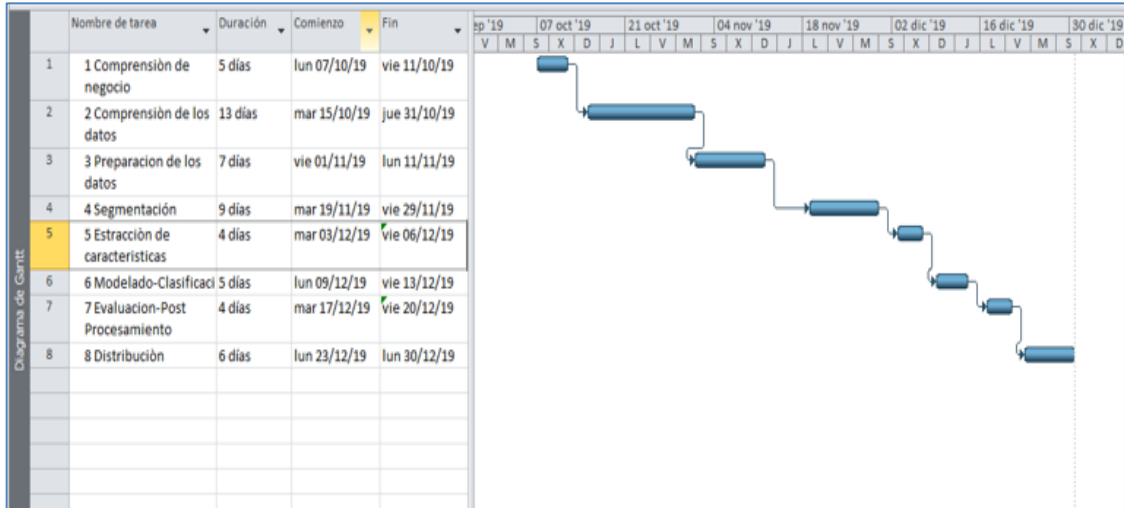 Nombre de tarea Duración Comienzo Fin
ep '19 07 oct '19 21 oct '19 04 nov '19 18 nov '19 02 dic '19 16 dic '19 30 dic '19
V M S X D J L V M S X D J L V M S X D J L V M S X D
1 1 Comprensiòn de 5 días lun 07/10/19 vie 11/10/19
negocio
2 2 Comprensiòn de los 13 días mar 15/10/19 jue 31/10/19
datos
3 3 Preparacion de los 7 días vie 01/11/19 lun 11/11/19
datos
4 4 Segmentación 9 días mar 19/11/19 vie 29/11/19
5 5 Estracciòn de 4 días mar 03/12/19 vie 06/12/19
caracteristicas
6 6 Modelado-Clasificaci 5 días lun 09/12/19 vie 13/12/19
7 7 Evaluacion-Post 4 días mar 17/12/19 vie 20/12/19
Procesamiento
8 8 Distribuciòn 6 días lun 23/12/19 lun 30/12/19
Diagrama de Gantt